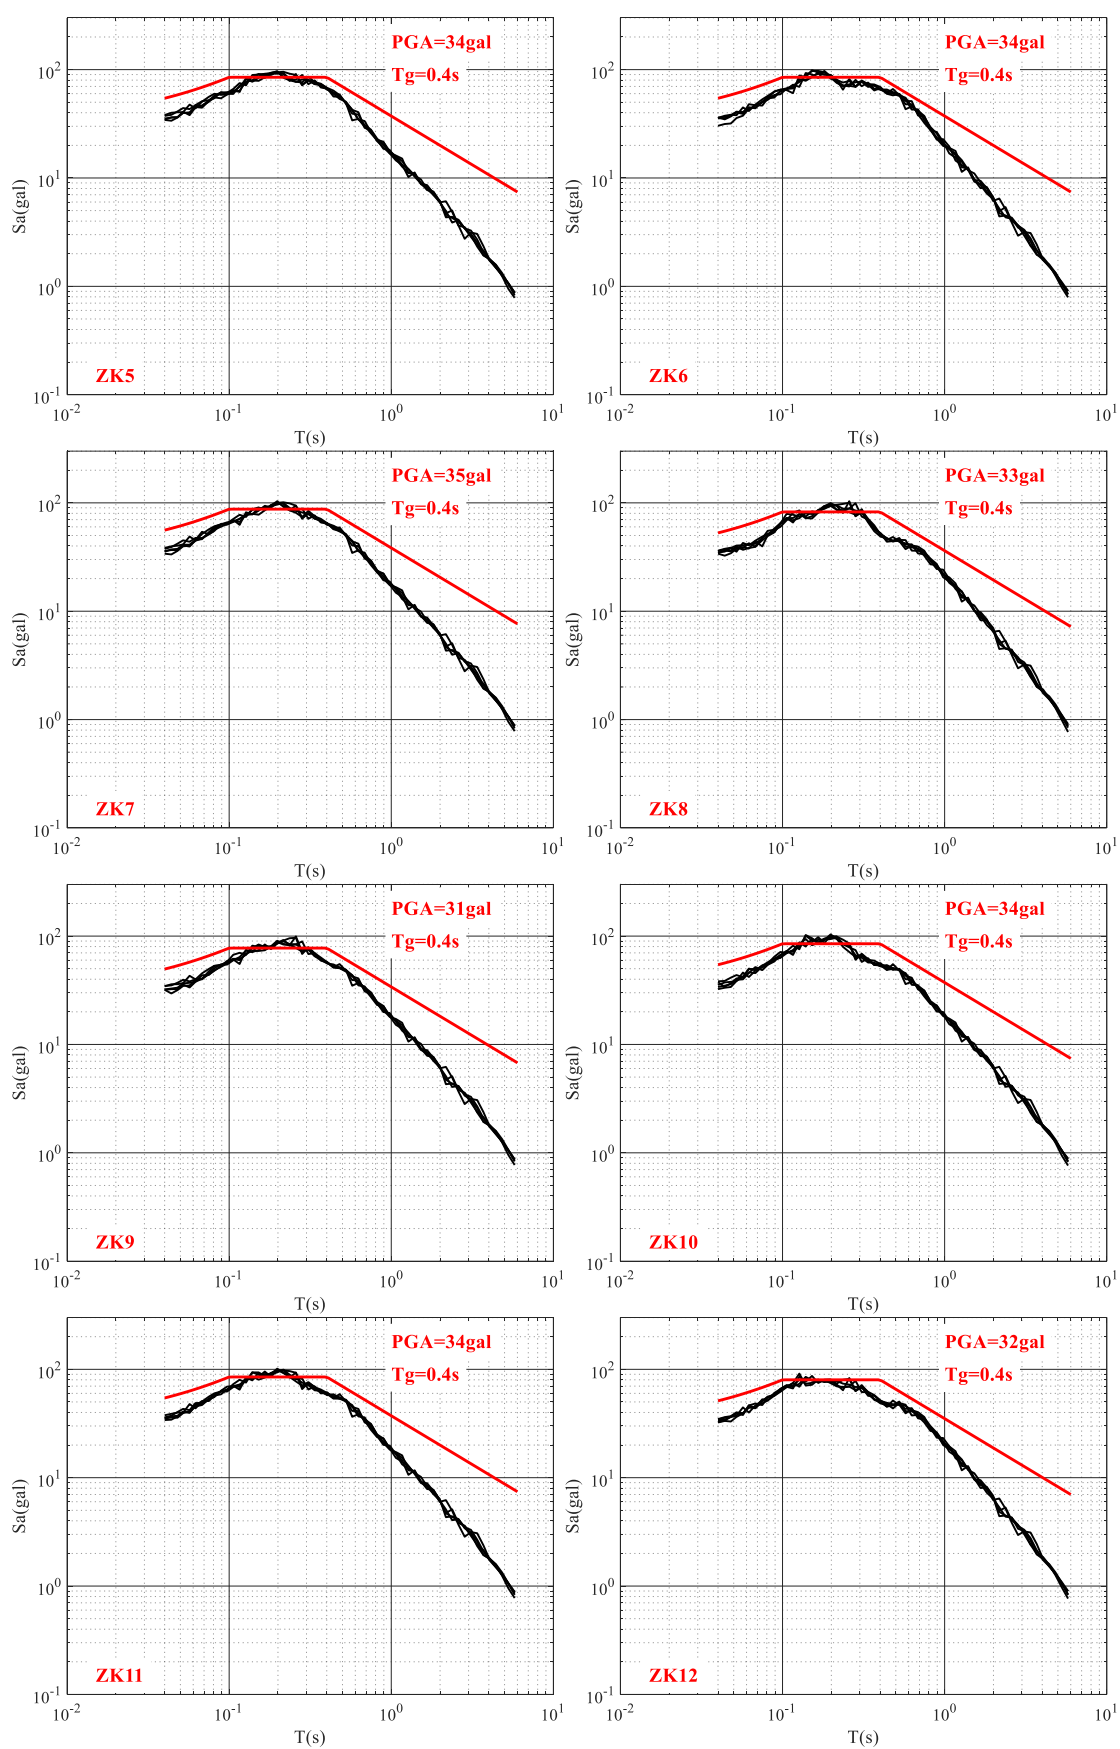 PGA=34gal
Tg=0.4s
10^2
10^1
10^0
10^-1
Sa(gal)
ZK5
10^-2
10^-1
10^0
10^1
T(s)
PGA=34gal
Tg=0.4s
10^2
10^1
10^0
10^-1
Sa(gal)
ZK6
10^-2
10^-1
10^0
10^1
T(s)
PGA=35gal
Tg=0.4s
10^2
10^1
10^0
10^-1
Sa(gal)
ZK7
10^-2
10^-1
10^0
10^1
T(s)
PGA=33gal
Tg=0.4s
10^2
10^1
10^0
10^-1
Sa(gal)
ZK8
10^-2
10^-1
10^0
10^1
T(s)
PGA=31gal
Tg=0.4s
10^2
10^1
10^0
10^-1
Sa(gal)
ZK9
10^-2
10^-1
10^0
10^1
T(s)
PGA=34gal
Tg=0.4s
10^2
10^1
10^0
10^-1
Sa(gal)
ZK10
10^-2
10^-1
10^0
10^1
T(s)
PGA=34gal
Tg=0.4s
10^2
10^1
10^0
10^-1
Sa(gal)
ZK11
10^-2
10^-1
10^0
10^1
T(s)
PGA=32gal
Tg=0.4s
10^2
10^1
10^0
10^-1
Sa(gal)
ZK12
10^-2
10^-1
10^0
10^1
T(s)